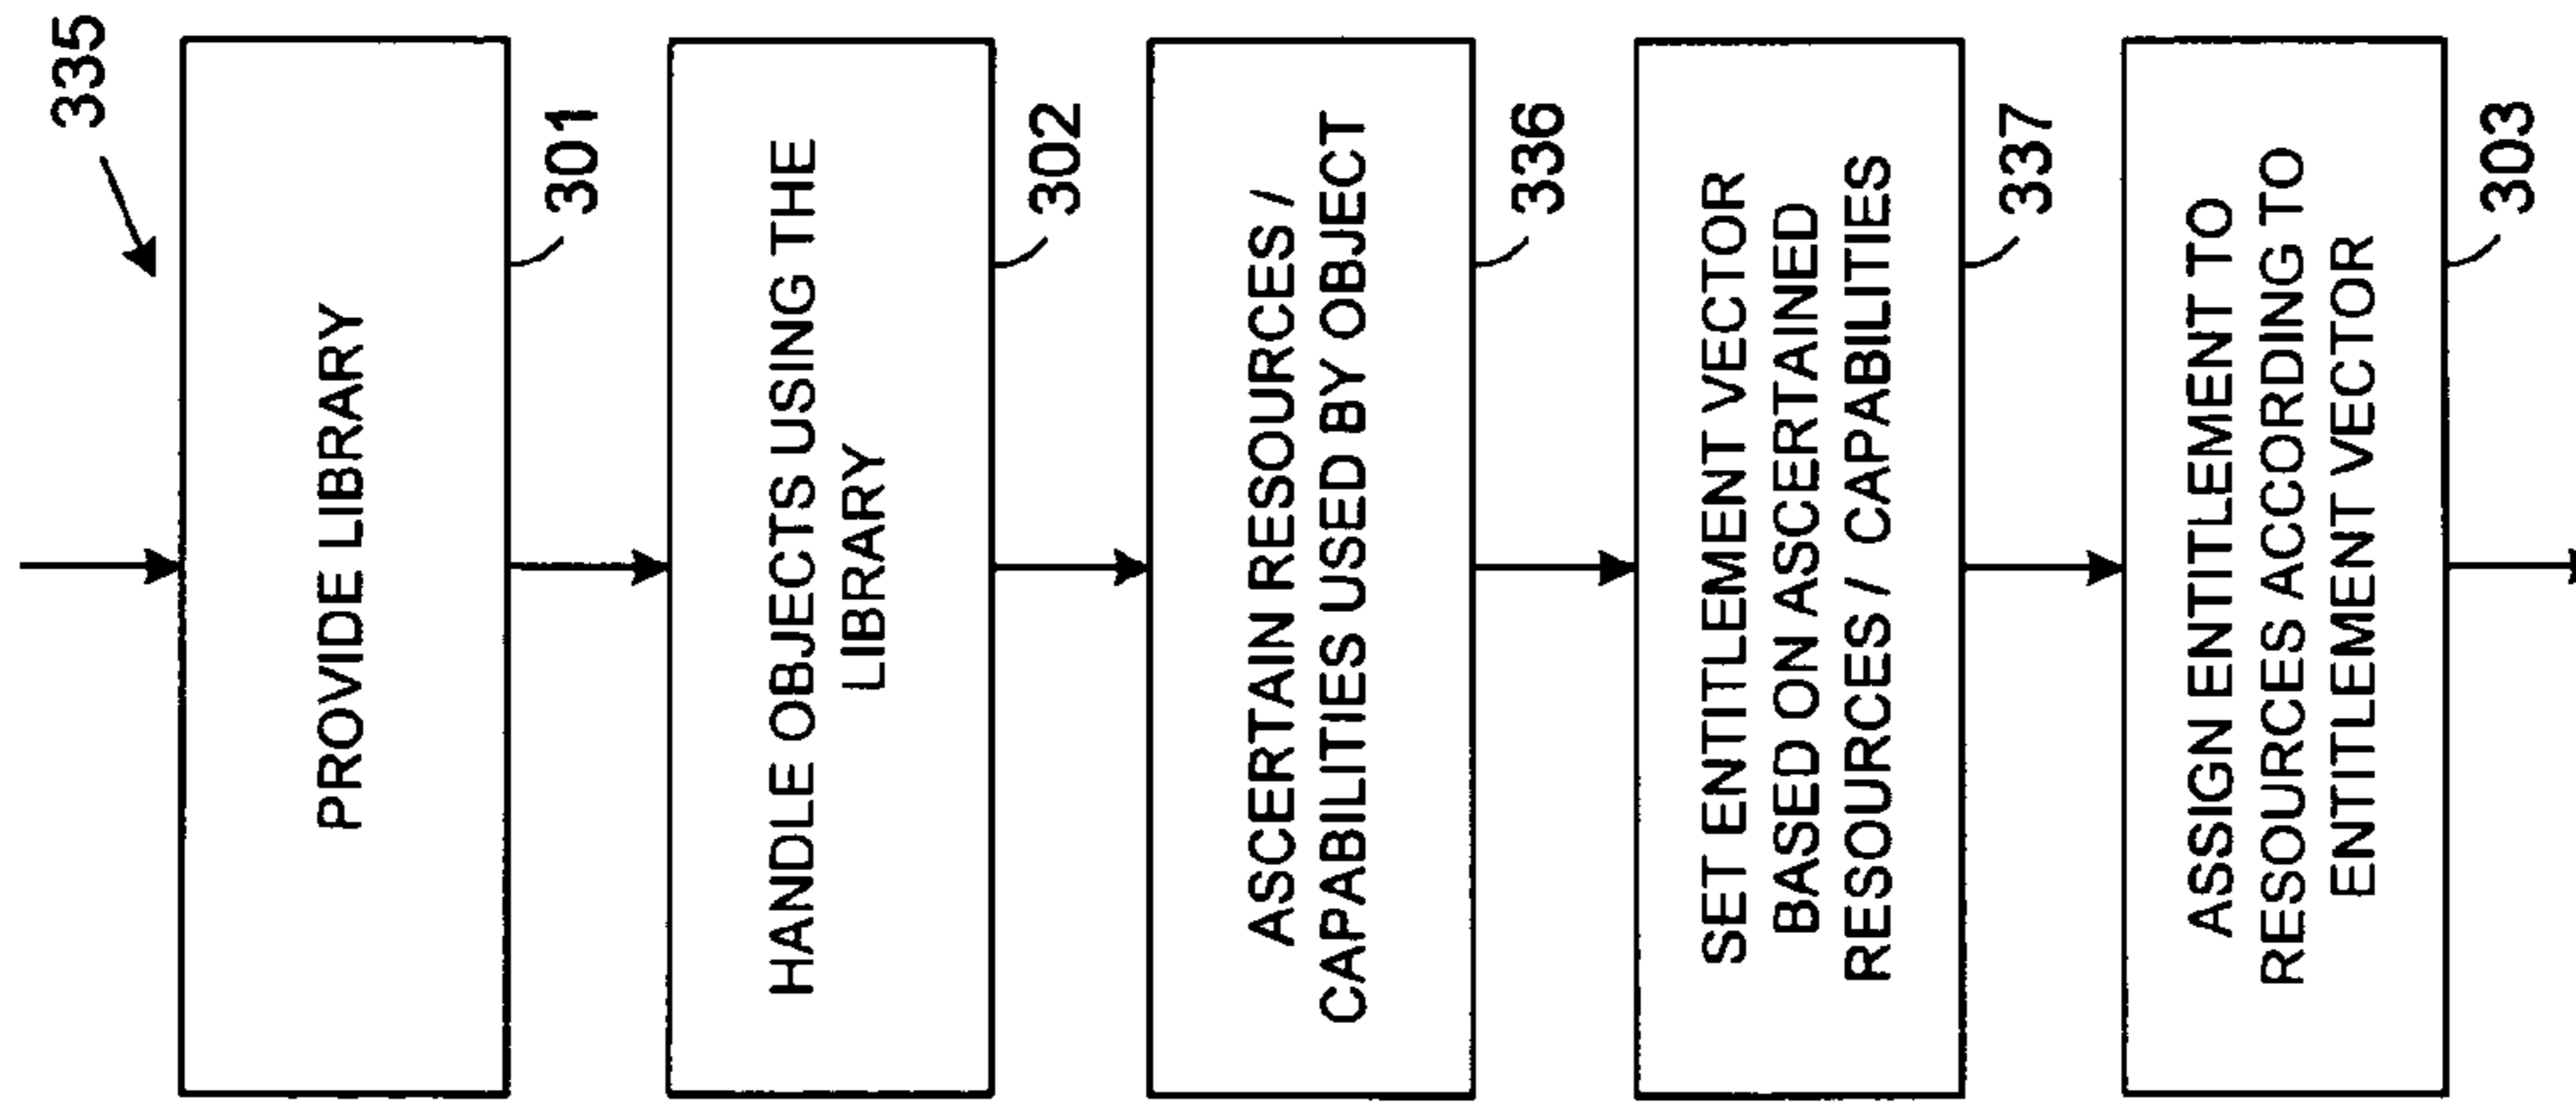 335
PROVIDE LIBRARY
301
HANDLE OBJECTS USING THE
LIBRARY
302
ASCERTAIN RESOURCES /
CAPABILITIES USED BY OBJECT
336
SET ENTITLEMENT VECTOR
BASED ON ASCERTAINED
RESOURCES / CAPABILITIES
337
ASSIGN ENTITLEMENT TO
RESOURCES ACCORDING TO
ENTITLEMENT VECTOR
303